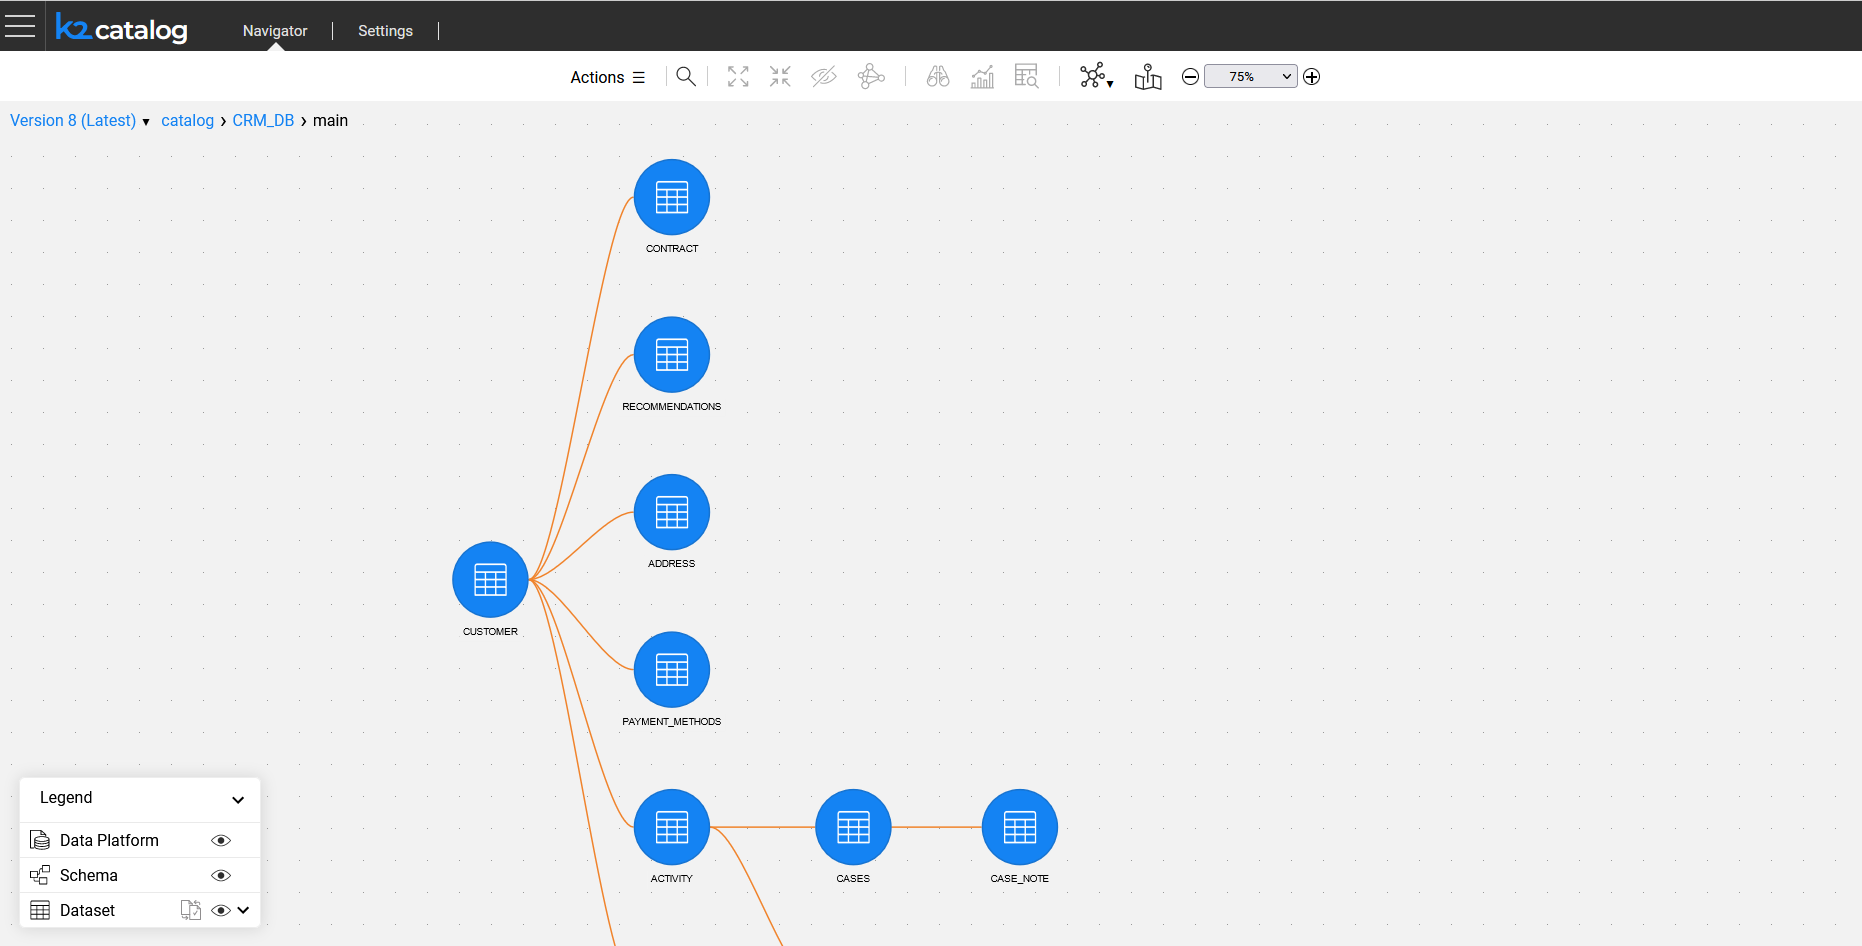 k2catalog
Navigator
Settings
Actions
75%
Version 8 (Latest) ▾ catalog › CRM_DB › main
CONTRACT
RECOMMENDATIONS
ADDRESS
CUSTOMER
PAYMENT_METHODS
ACTIVITY
CASES
CASE_NOTE
Legend
Data Platform
Schema
Dataset